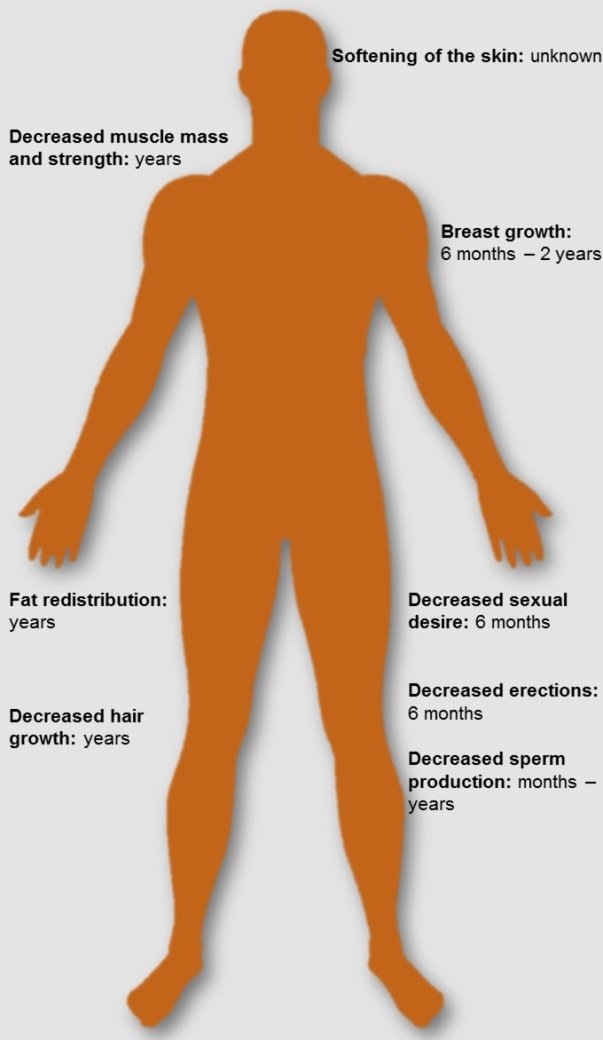 Softening of the skin: unknown
Decreased muscle mass
and strength: years
Breast growth:
6 months – 2 years
Fat redistribution:
years
Decreased sexual
desire: 6 months
Decreased erections:
6 months
Decreased hair
growth: years
Decreased sperm
production: months –
years